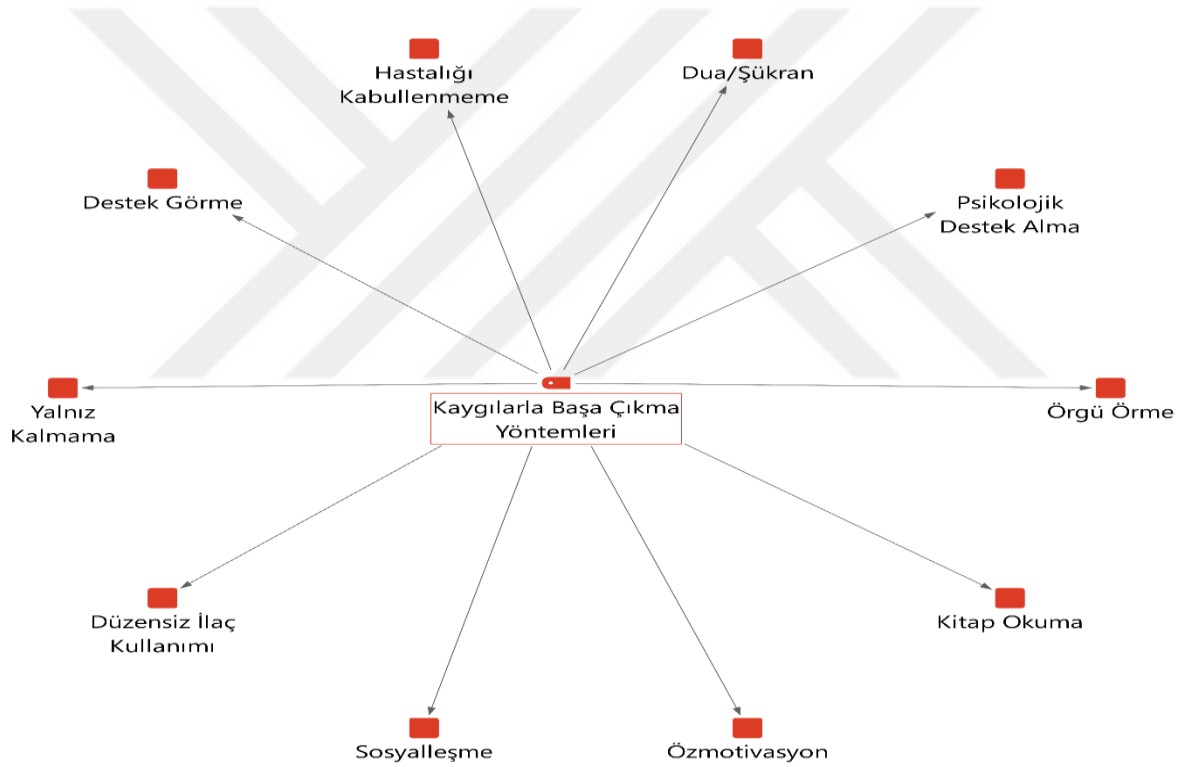 Hastalığı
Kabullenmeme
Dua/Şükran
Destek Görme
Psikolojik
Destek Alma
Yalnız
Kalmama
Kaygılarla Başa Çıkma
Yöntemleri
Örgü Örme
Düzensiz İlaç
Kullanımı
Kitap Okuma
Sosyalleşme
Özmotivasyon